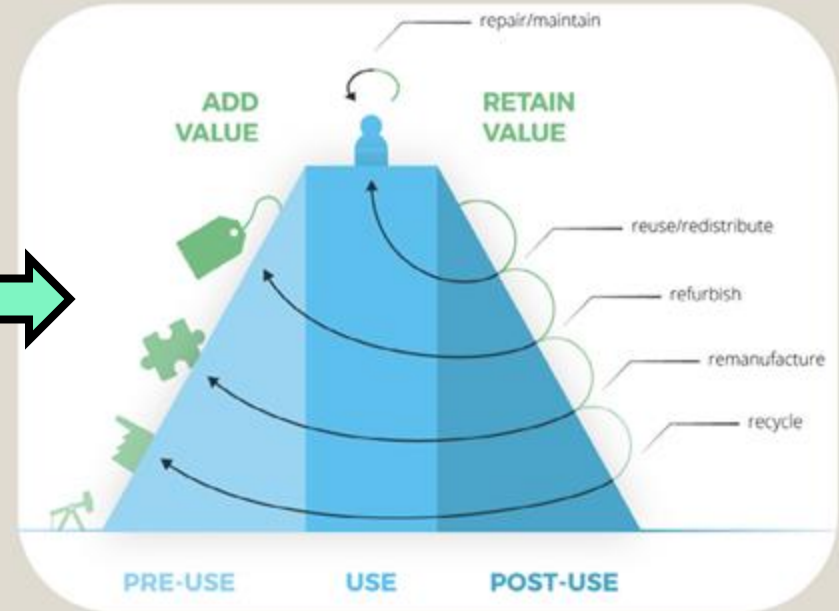 repair/maintain
ADD
VALUE
RETAIN
VALUE
reuse/redistribute
refurbish
remanufacture
recycle
PRE-USE
USE
POST-USE